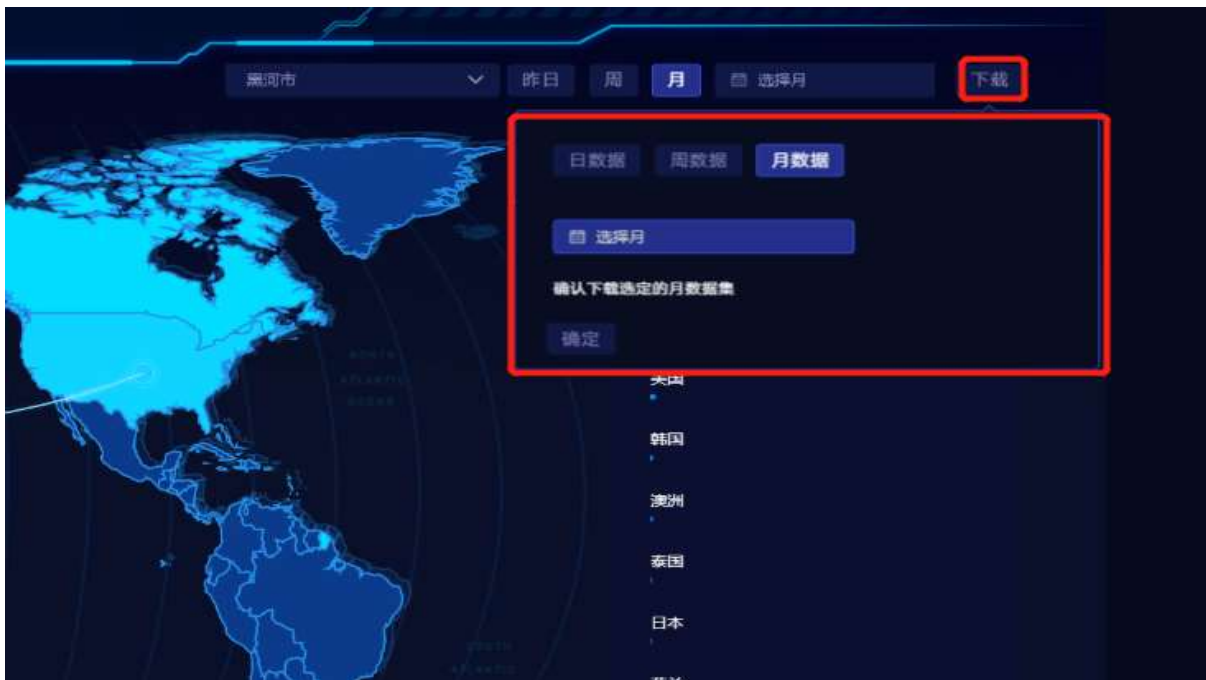 黑河市 昨日 周 月 选择月 下载
日数据 周数据 月数据
选择月
确认下载选定的月数据集
确定
美国
韩国
澳洲
泰国
日本